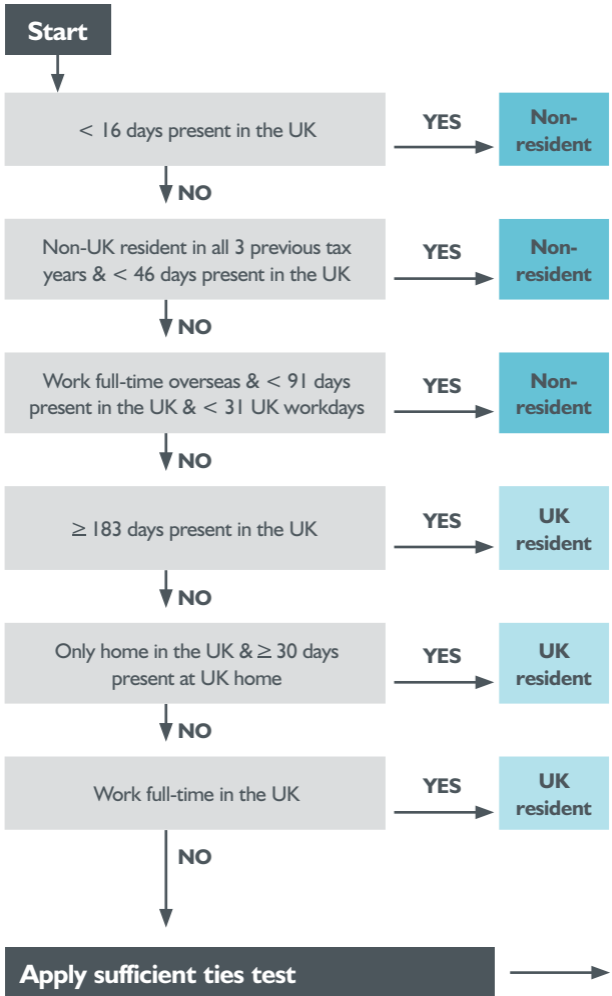 Start
< 16 days present in the UK
YES
Non-
resident
NO
Non-UK resident in all 3 previous tax
years & < 46 days present in the UK
YES
Non-
resident
NO
Work full-time overseas & < 91 days
present in the UK & < 31 UK workdays
YES
Non-
resident
NO
≥ 183 days present in the UK
YES
UK
resident
NO
Only home in the UK & ≥ 30 days
present at UK home
YES
UK
resident
NO
Work full-time in the UK
YES
UK
resident
NO
Apply sufficient ties test